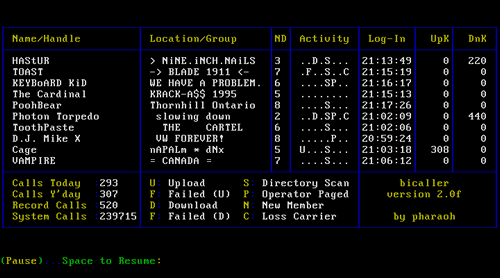 Name/Handle Location/Group ND Activity Log-In UpK DnK
HAStUR > NiNE.iNCH.NAiLS 3 ..D.S... 21:13:49 0 220
TOAST -> BLADE 1911 <- 7 .F..S..C 21:15:19 0 0
KEYBoARD KiD WE HAVE A PROBLEM. 6 ....SP.. 21:16:17 0 0
The Cardinal KRACK-A$$ 1995 5 ....S... 21:15:13 0 0
PoohBear Thornhill Ontario 8 ....S... 21:17:26 0 0
Photon Torpedo slowing down 2 ..D.SP.C 21:02:09 0 440
ToothPaste THE CARTEL 6 ....S... 21:02:06 0 0
D.J. Mike X VW FOREVER! 8 .....P.. 20:59:24 0 0
Cage nAPALm * dNx 5 U...S... 21:03:18 308 0
VAMPIRE = CANADA = 7 ....S... 21:06:12 0 0
Calls Today :293 U: Upload S: Directory Scan bicaller
Calls Y'day :307 F: Failed (U) P: Operator Paged version 2.0f
Record Calls :520 D: Download N: New Member
System Calls :239715 F: Failed (D) C: Loss Carrier by pharaoh
(Pause)...Space to Resume: